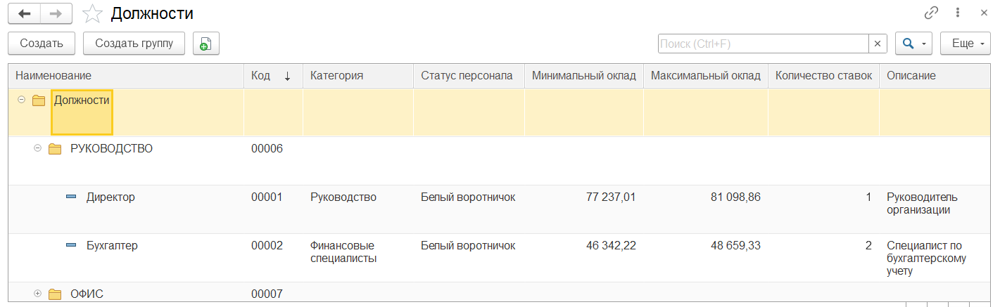 Должности
Создать Создать группу Поиск (Ctrl+F) Еще
Наименование Код Категория Статус персонала Минимальный оклад Максимальный оклад Количество ставок Описание
Должности
РУКОВОДСТВО 00006
Директор 00001 Руководство Белый воротничок 77 237,01 81 098,86 1 Руководитель
организации
Бухгалтер 00002 Финансовые Белый воротничок 46 342,22 48 659,33 2 Специалист по
специалисты бухгалтерскому
учету
ОФИС 00007